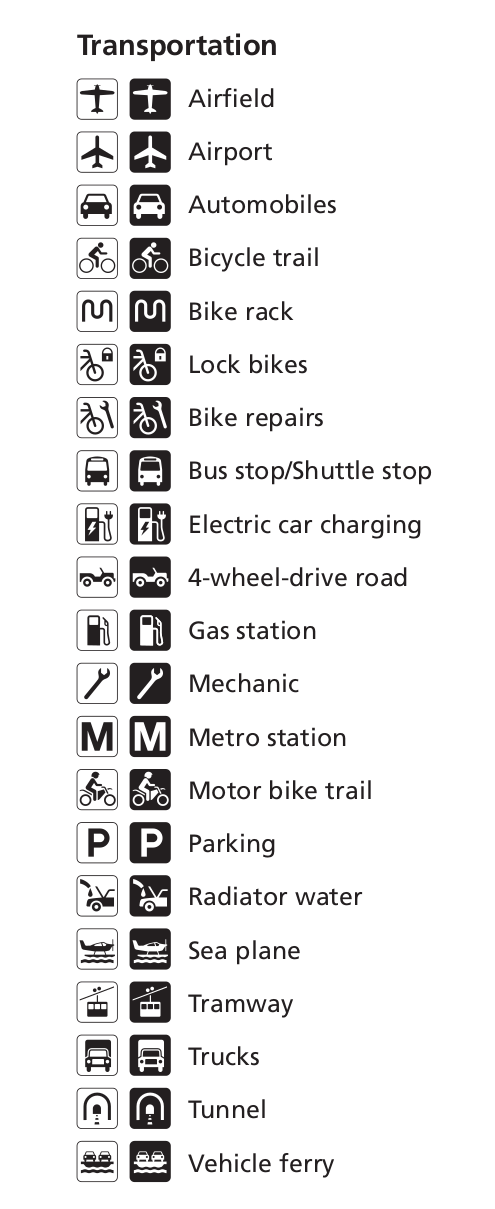 Transportation
Airfield
Airport
Automobiles
Bicycle trail
Bike rack
Lock bikes
Bike repairs
Bus stop/Shuttle stop
Electric car charging
4-wheel-drive road
Gas station
Mechanic
M M Metro station
Motor bike trail
P P Parking
Radiator water
Sea plane
Tramway
Trucks
Tunnel
Vehicle ferry